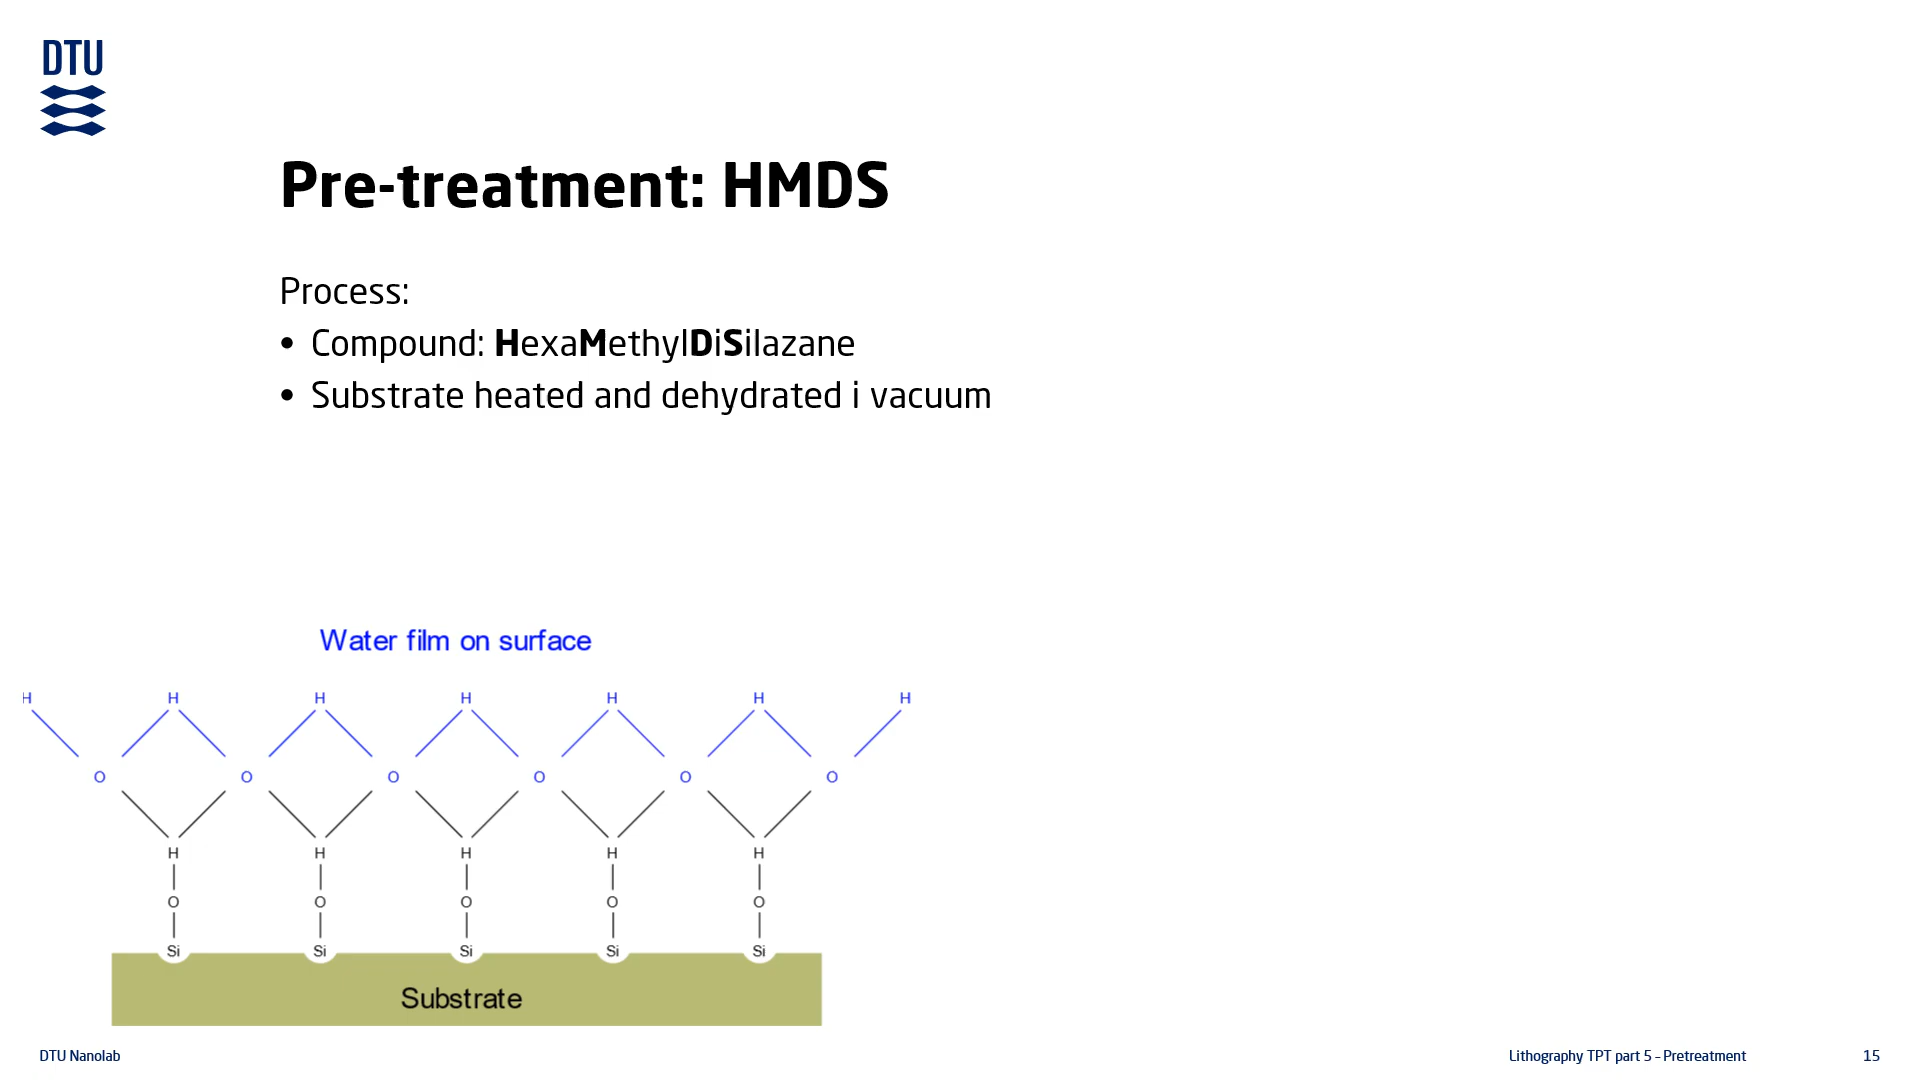 DTU
Pre-treatment: HMDS
Process:
• Compound: HexaMethylDiSilazane
• Substrate heated and dehydrated i vacuum
Water film on surface
H H H H H H H
O O O O O O
H H H H H
O O O O O
Si Si Si Si Si
Substrate
DTU Nanolab
Lithography TPT part 5 – Pretreatment
15